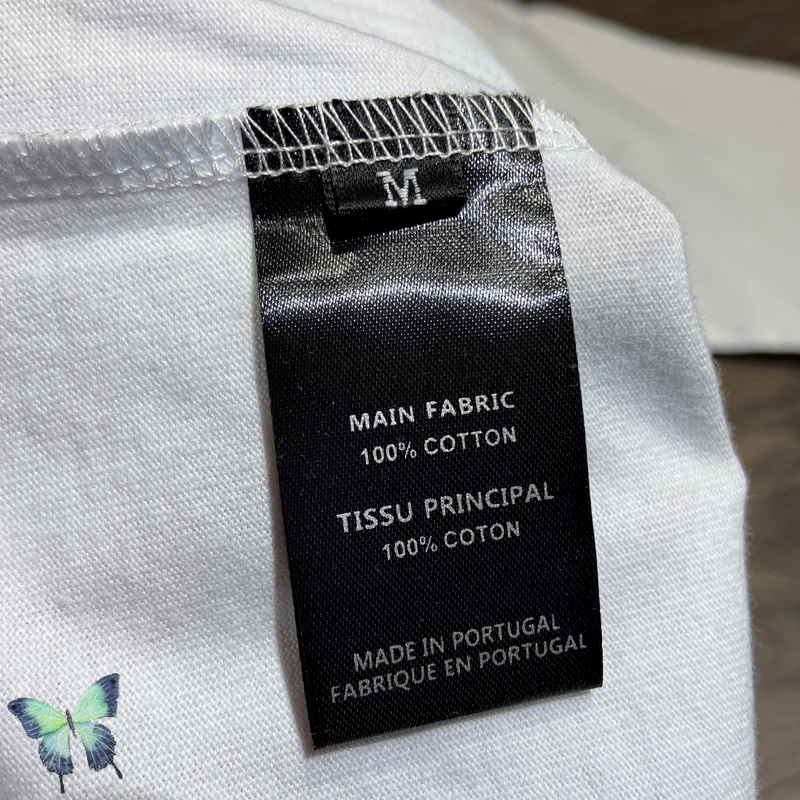 M
MAIN FABRIC
100% COTTON
TISSU PRINCIPAL
100% COTON
MADE IN PORTUGAL
FABRIQUE EN PORTUGAL